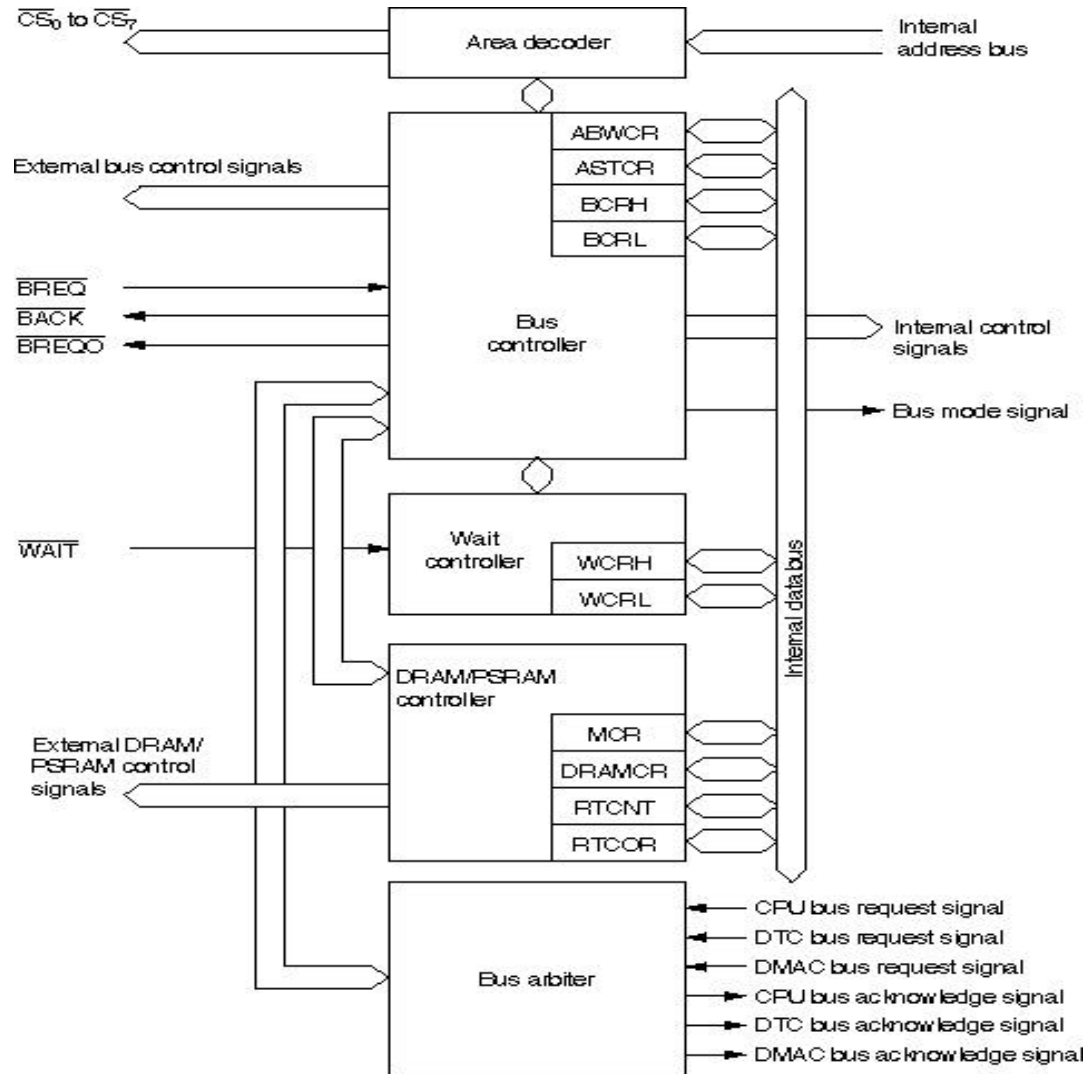 CS0 to CS7
Area decoder
Internal
address bus
ABWCR
ASTCR
BCRH
BCRL
External bus control signals
BREQ
BACK
BREQO
Bus
controller
Internal control
signals
Bus mode signal
WAIT
Wait
controller
WCRH
WCRL
Internal data bus
DRAM/PSRAM
controller
MCR
DRAMCR
RTCNT
RTCOR
External DRAM/
PSRAM control
signals
Bus arbiter
CPU bus request signal
DTC bus request signal
DMAC bus request signal
CPU bus acknowledge signal
DTC bus acknowledge signal
DMAC bus acknowledge signal